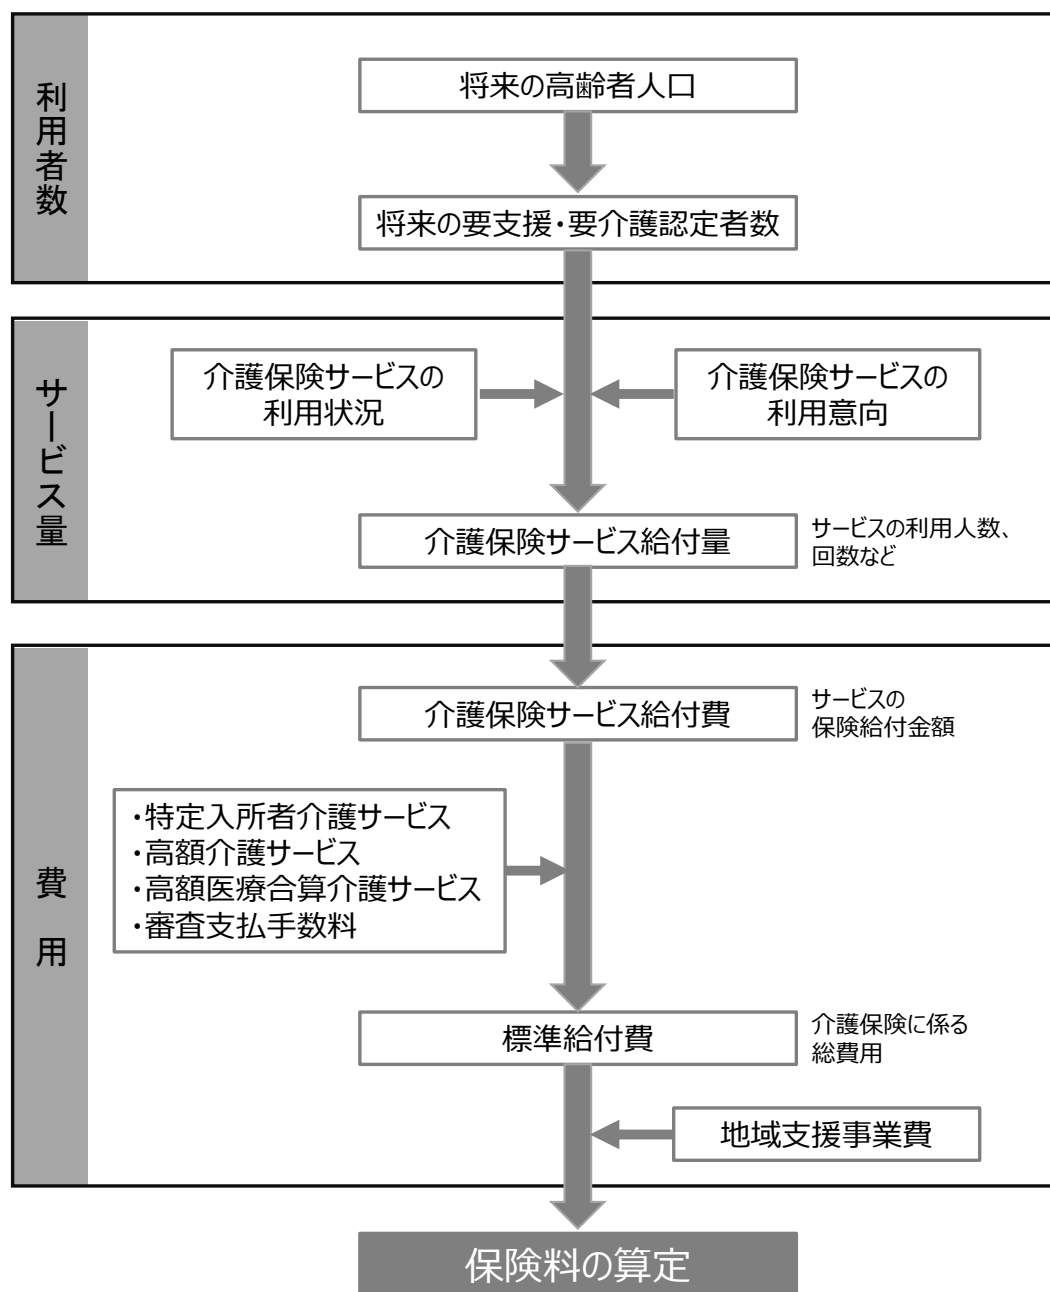 利用者数
将来の高齢者人口
将来の要支援・要介護認定者数
サービス量
介護保険サービスの
利用状況
介護保険サービスの
利用意向
介護保険サービス給付量
サービスの利用人数、
回数など
費用
介護保険サービス給付費
サービスの
保険給付金額
・特定入所者介護サービス
・高額介護サービス
・高額医療合算介護サービス
・審査支払手数料
標準給付費
介護保険に係る
総費用
地域支援事業費
保険料の算定